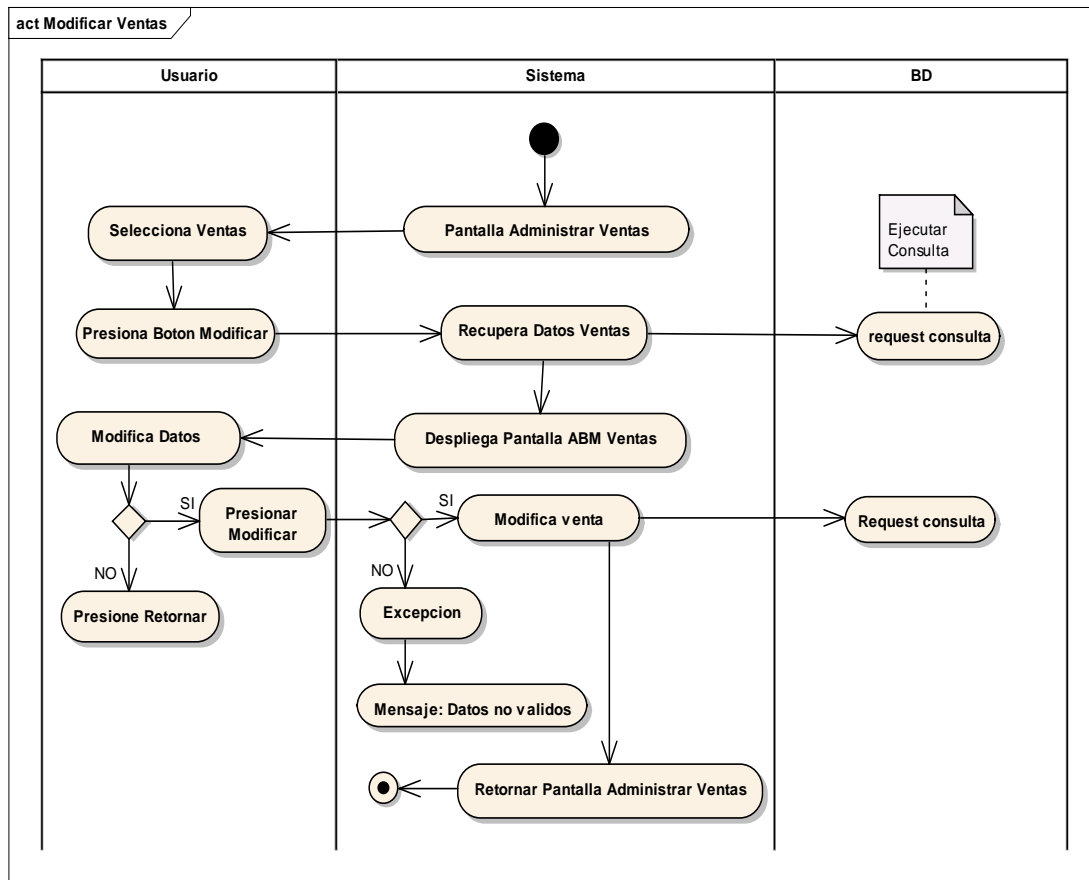 act Modificar Ventas
Usuario
Sistema
BD
Selecciona Ventas
Pantalla Administrar Ventas
Ejecutar
Consulta
Presiona Boton Modificar
Recupera Datos Ventas
request consulta
Modifica Datos
Despliega Pantalla ABM Ventas
SI
Presionar
Modificar
SI
Modifica venta
Request consulta
NO
NO
Presione Retornar
Excepcion
Mensaje: Datos no validos
Retornar Pantalla Administrar Ventas